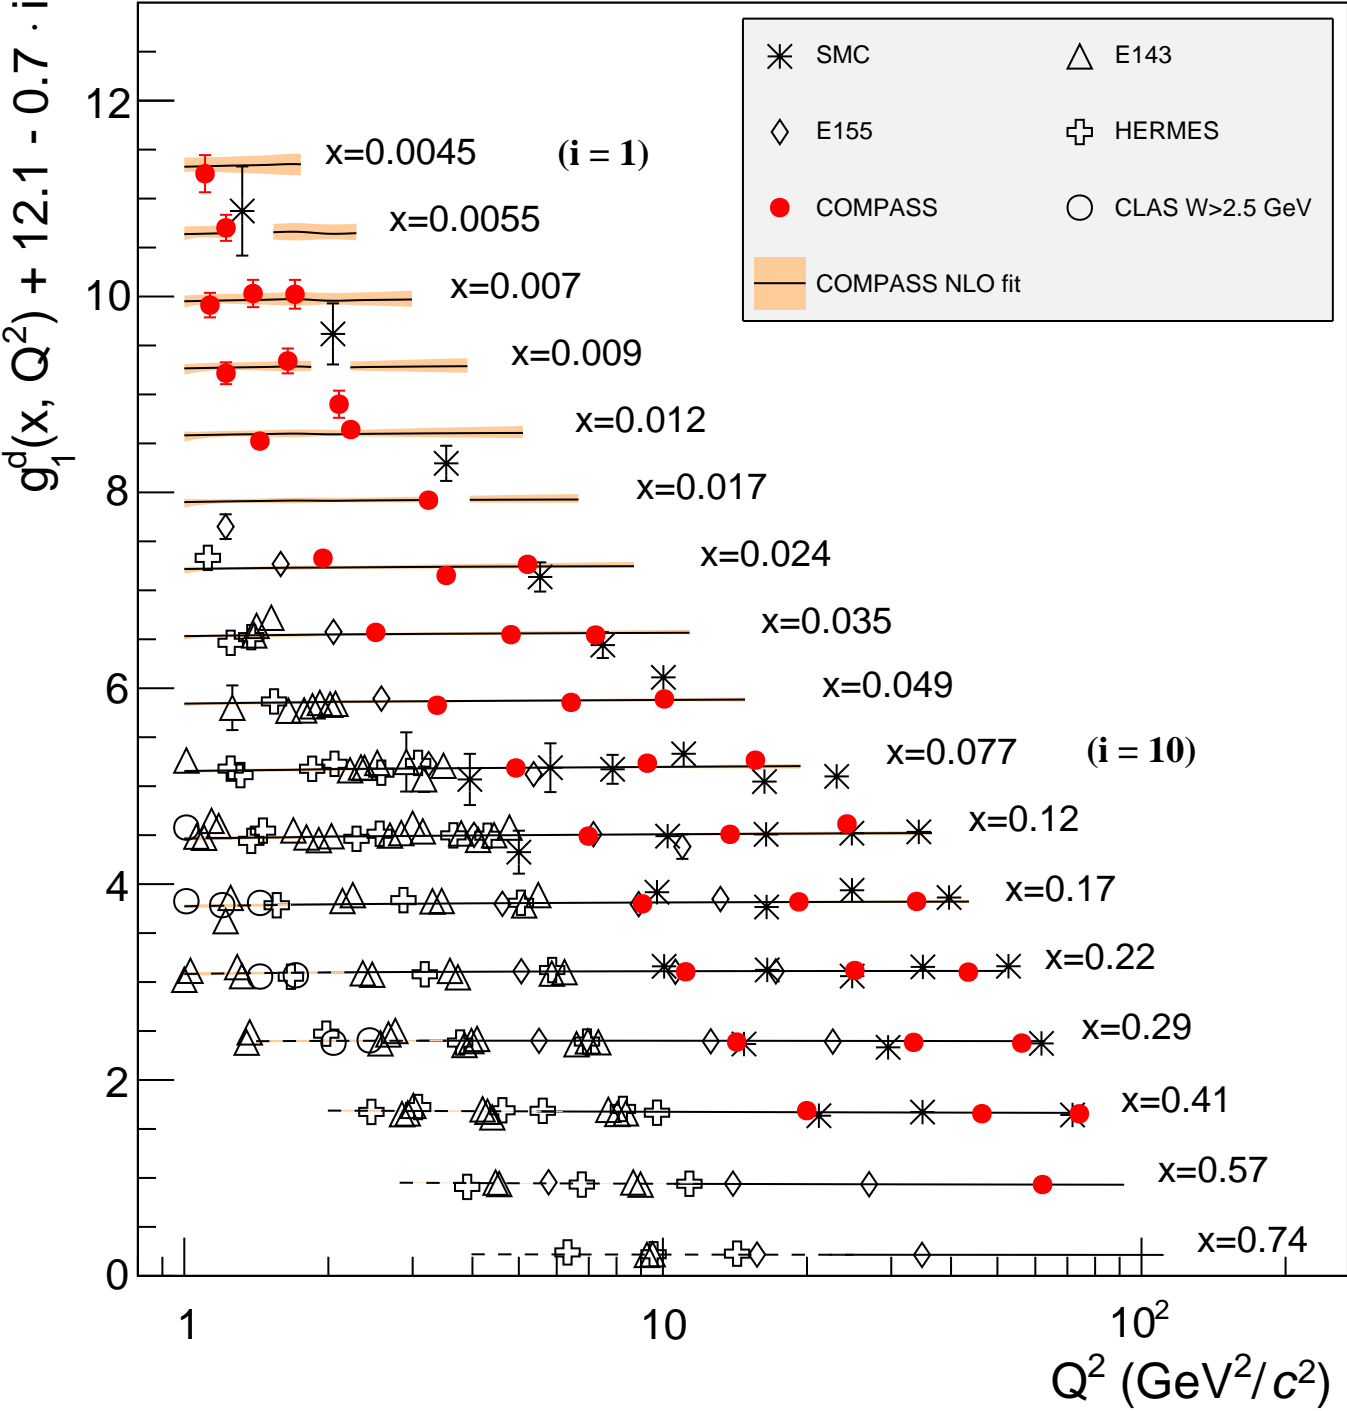 g₁ᵈ(x, Q²) + 12.1 - 0.7 · i
SMC
E143
E155
HERMES
COMPASS
CLAS W>2.5 GeV
COMPASS NLO fit
12
10
8
6
4
2
0
x=0.0045 (i = 1)
x=0.0055
x=0.007
x=0.009
x=0.012
x=0.017
x=0.024
x=0.035
x=0.049
x=0.077 (i = 10)
x=0.12
x=0.17
x=0.22
x=0.29
x=0.41
x=0.57
x=0.74
1
10
10²
Q² (GeV²/c²)